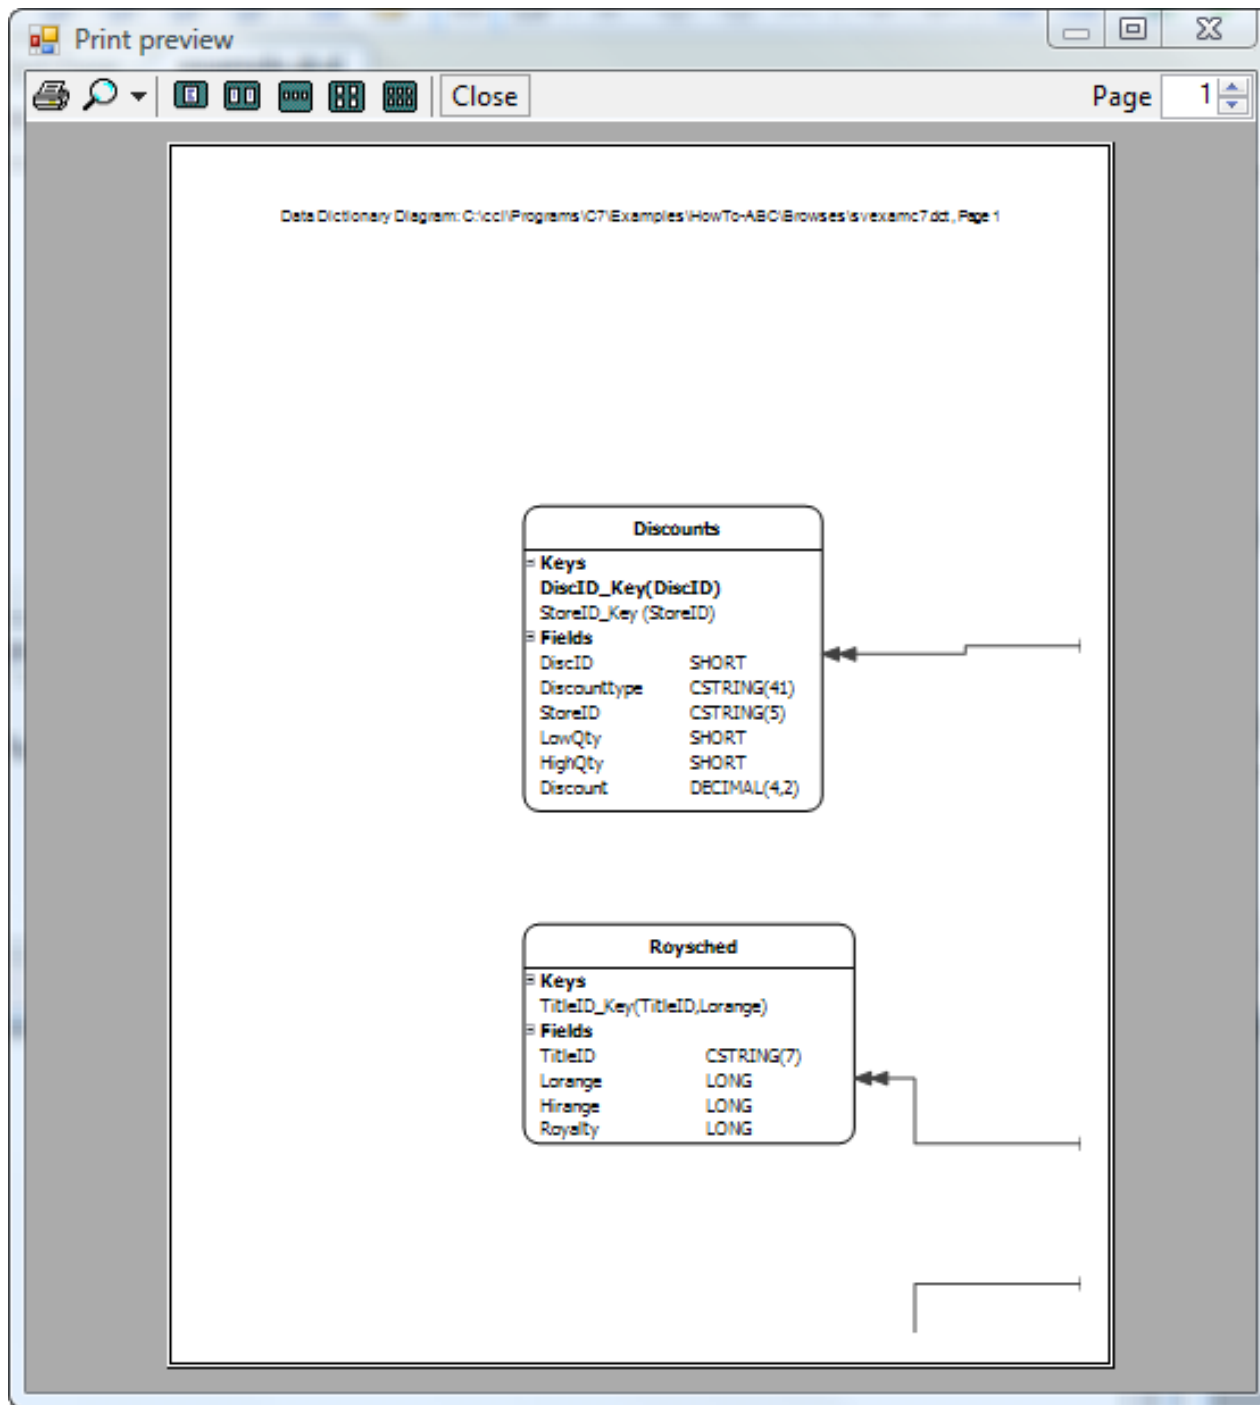 Print preview
Close
Page 1
Data Dictionary Diagram: C:\ccl\Programs\C7\Examples\HowTo-ABC\Browses\svexamc7.dct, Page 1
Discounts
Keys
DiscID_Key(DiscID)
StoreID_Key (StoreID)
Fields
DiscID SHORT
Discounttype CSTRING(41)
StoreID CSTRING(5)
LowQty SHORT
HighQty SHORT
Discount DECIMAL(4,2)
Roysched
Keys
TitleID_Key(TitleID,Lorange)
Fields
TitleID CSTRING(7)
Lorange LONG
Hirange LONG
Royalty LONG